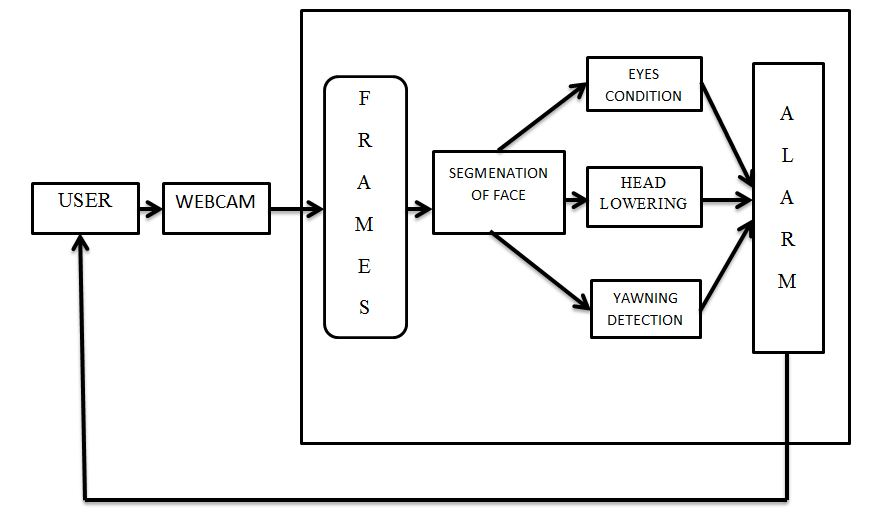 USER
WEBCAM
F
R
A
M
E
S
SEGMENATION
OF FACE
EYES
CONDITION
HEAD
LOWERING
YAWNING
DETECTION
A
L
A
R
M